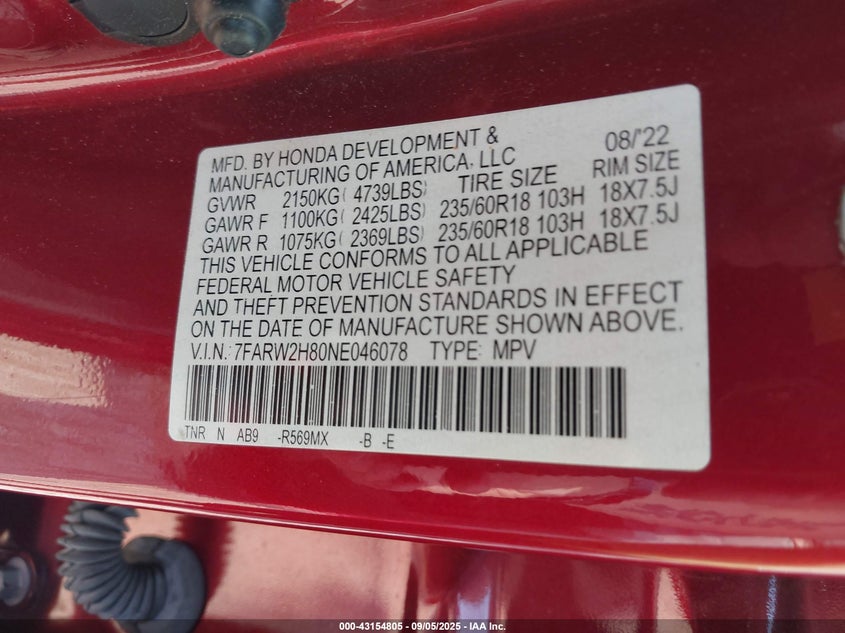 MFD. BY HONDA DEVELOPMENT & 08/'22
MANUFACTURING OF AMERICA, LLC
GVWR 2150KG( 4739LBS) TIRE SIZE RIM SIZE
GAWR F 1100KG( 2425LBS) 235/60R18 103H 18X7.5J
GAWR R 1075KG( 2369LBS) 235/60R18 103H 18X7.5J
THIS VEHICLE CONFORMS TO ALL APPLICABLE
FEDERAL MOTOR VEHICLE SAFETY
AND THEFT PREVENTION STANDARDS IN EFFECT
ON THE DATE OF MANUFACTURE SHOWN ABOVE.
V.I.N.: 7FARW2H80NE046078 TYPE: MPV
TNR N AB9 -R569MX -B -E
000-43154805 - 09/05/2025 - IAA Inc.